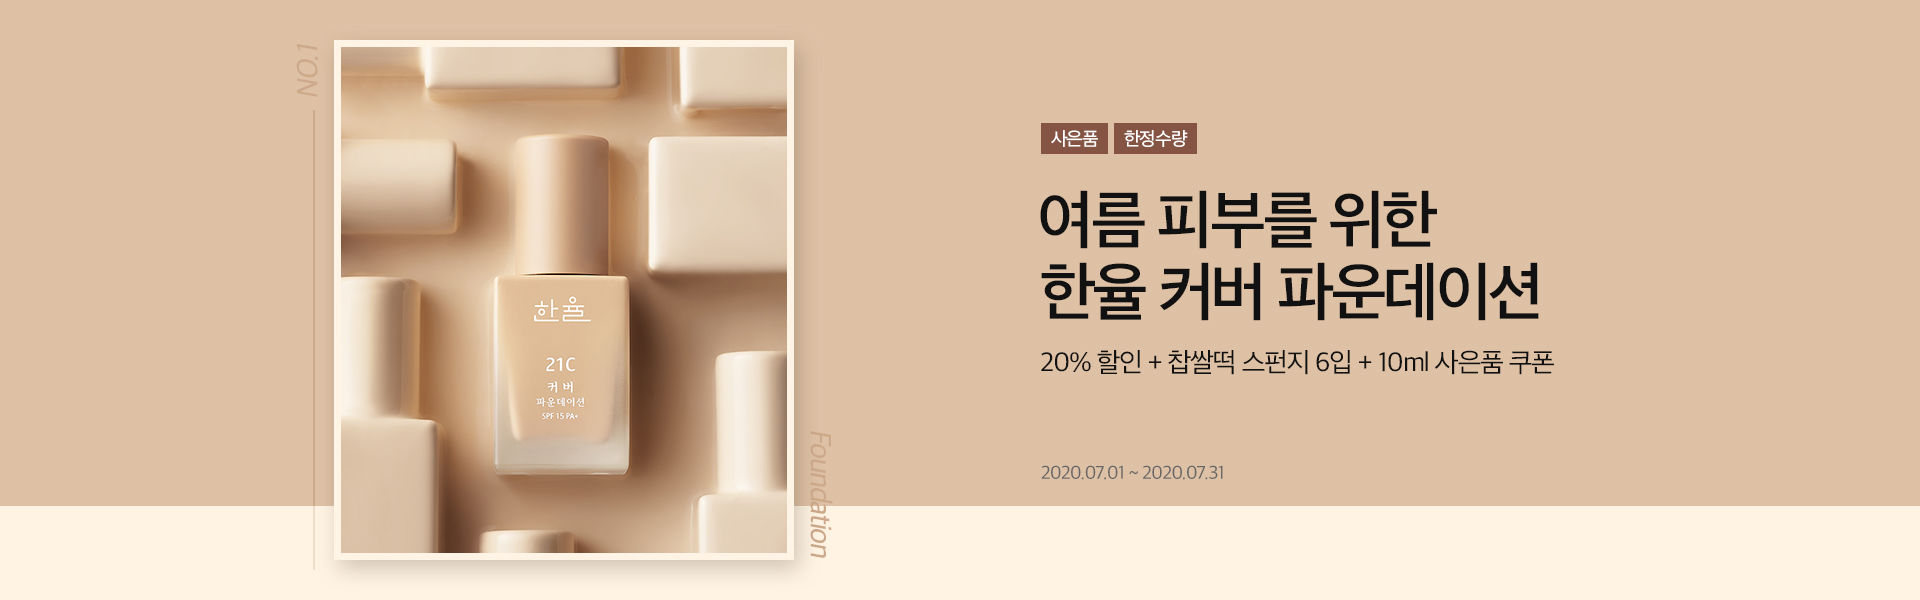 NO.1
한율
21C
커버
파운데이션
SPF 15 PA+
Foundation
사은품 한정수량
여름 피부를 위한
한율 커버 파운데이션
20% 할인 + 찹쌀떡 스펀지 6입 + 10ml 사은품 쿠폰
2020.07.01 ~ 2020.07.31